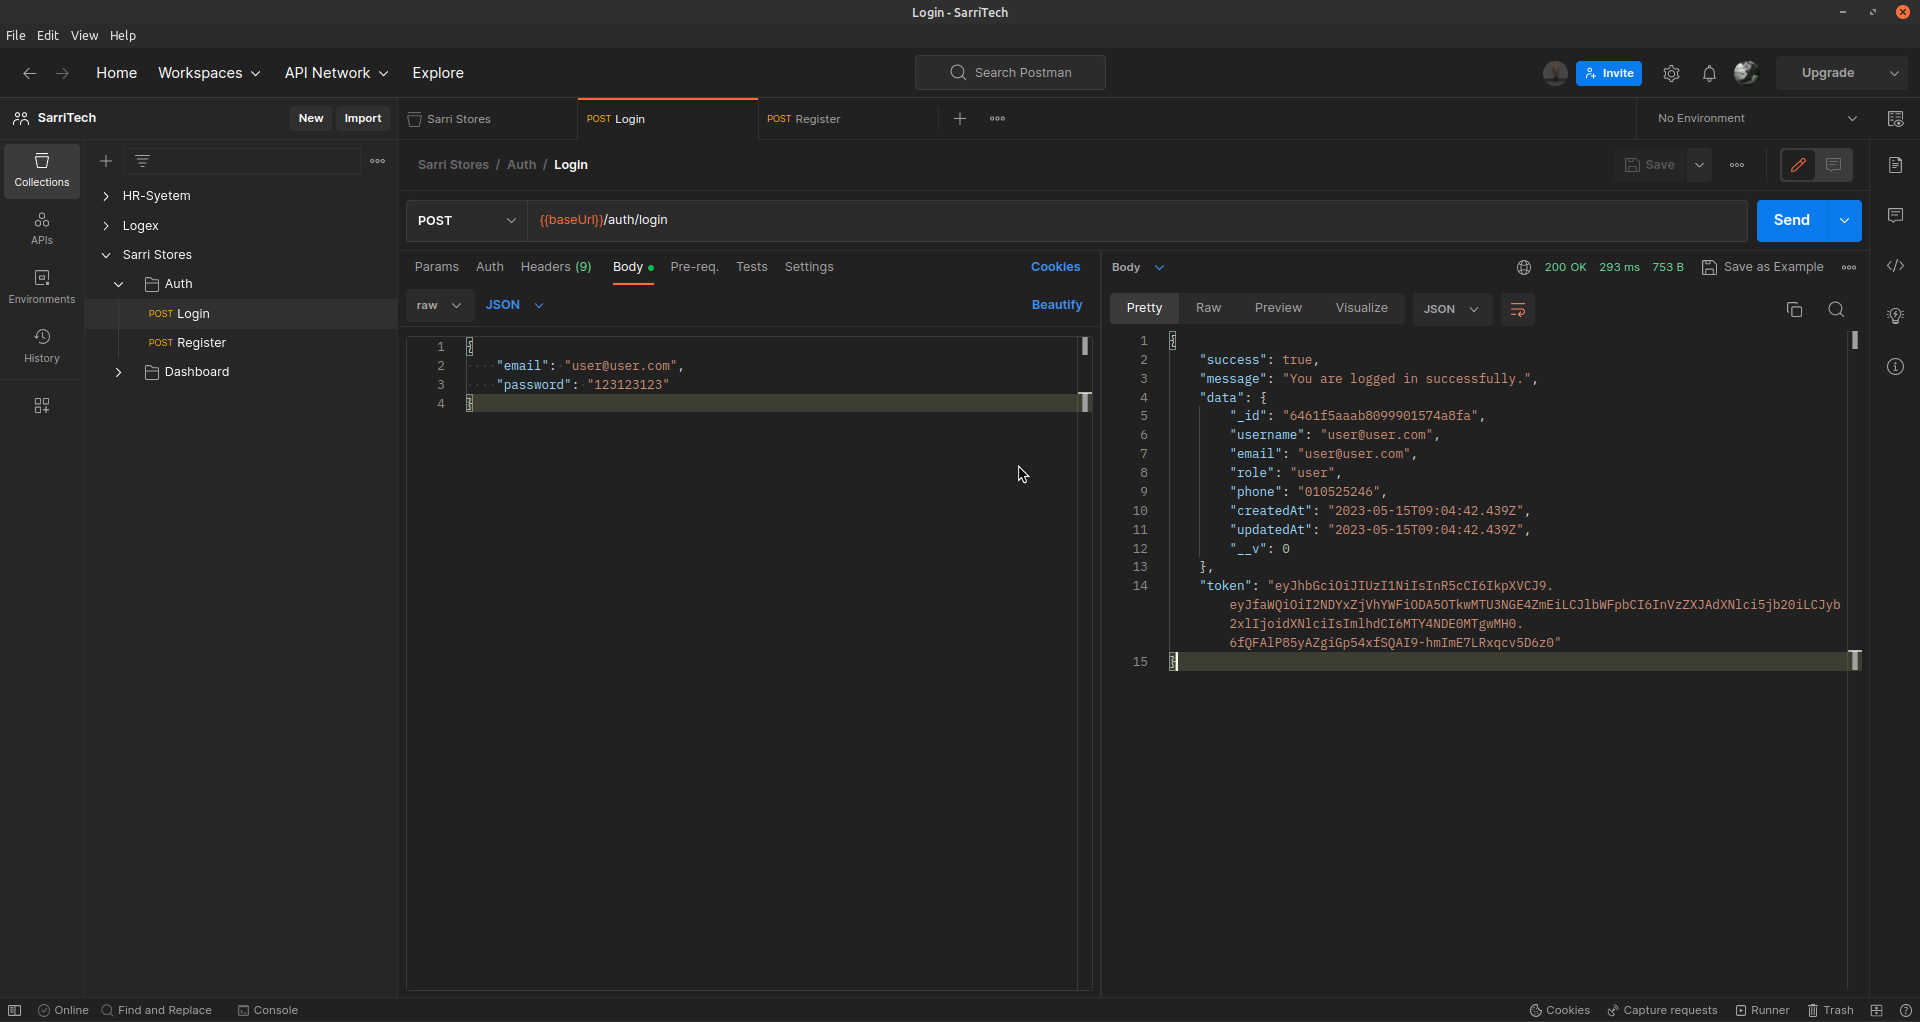 Login - SarriTech
File Edit View Help
Home Workspaces API Network Explore
Search Postman
Invite
Upgrade
SarriTech
New Import
Sarri Stores
POST Login
POST Register
No Environment
Collections
APIs
Environments
History
HR-Syetem
Logex
Sarri Stores
Auth
POST Login
POST Register
Dashboard
Sarri Stores / Auth / Login
Save
POST
{{baseUrl}}/auth/login
Send
Params Auth Headers (9) Body Pre-req. Tests Settings
Cookies
raw JSON
Beautify
1 {
2 "email": "user@user.com",
3 "password": "123123123"
4 }
Body
200 OK 293 ms 753 B Save as Example
Pretty Raw Preview Visualize JSON
1 {
2 "success": true,
3 "message": "You are logged in successfully.",
4 "data": {
5 "_id": "6461f5aaab8099901574a8fa",
6 "username": "user@user.com",
7 "email": "user@user.com",
8 "role": "user",
9 "phone": "010525246",
10 "createdAt": "2023-05-15T09:04:42.439Z",
11 "updatedAt": "2023-05-15T09:04:42.439Z",
12 "__v": 0
13 },
14 "token": "eyJhbGciOiJIUzI1NiIsInR5cCI6IkpXVCJ9.
eyJfaWQiOiI2NDYxZjVhYWFiODA5OTkwMTU3NGE4ZmEiLCJlbWFpbCI6InVzZXJAdXNlci5jb20iLCJyb
2xlIjoidXNlciIsImlhdCI6MTY4NDE0MTgwMH0.
6fQFAlP85yAZgiGp54xfSQAI9-hmImE7LRxqcv5D6z0"
15 }
Online Find and Replace Console
Cookies Capture requests Runner Trash